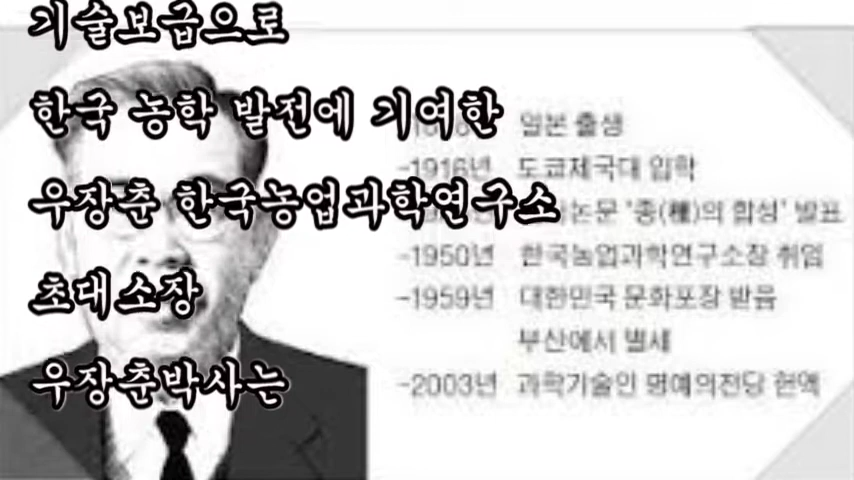 기술보급으로
한국 농학 발전에 기여한
우장춘 한국농업과학연구소
초대소장
우장춘박사는
일본 출생
-1916년 도쿄제국대 입학
'종(種)의 합성' 발표
-1950년 한국농업과학연구소장 취임
-1959년 대한민국 문화포장 받음
부산에서 별세
-2003년 과학기술인 명예의전당 헌액